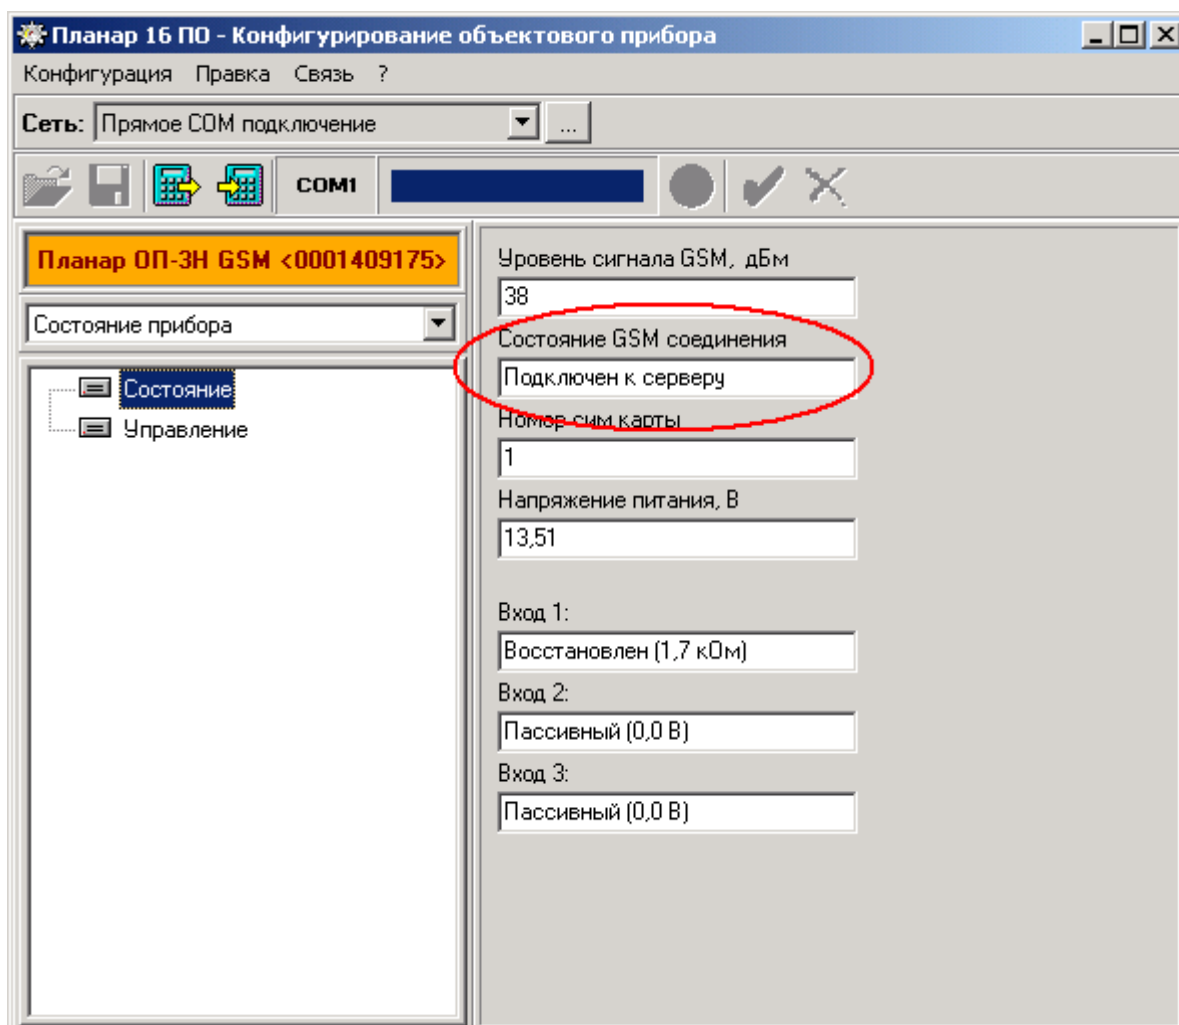 Планар 16 ПО - Конфигурирование объектового прибора
Конфигурация Правка Связь ?
Сеть: Прямое COM подключение ...
COM1
Планар ОП-3Н GSM <0001409175>
Состояние прибора
Состояние
Управление
Уровень сигнала GSM, дБм
38
Состояние GSM соединения
Подключен к серверу
Номер сим карты
1
Напряжение питания, В
13,51
Вход 1:
Восстановлен (1,7 кОм)
Вход 2:
Пассивный (0,0 В)
Вход 3:
Пассивный (0,0 В)